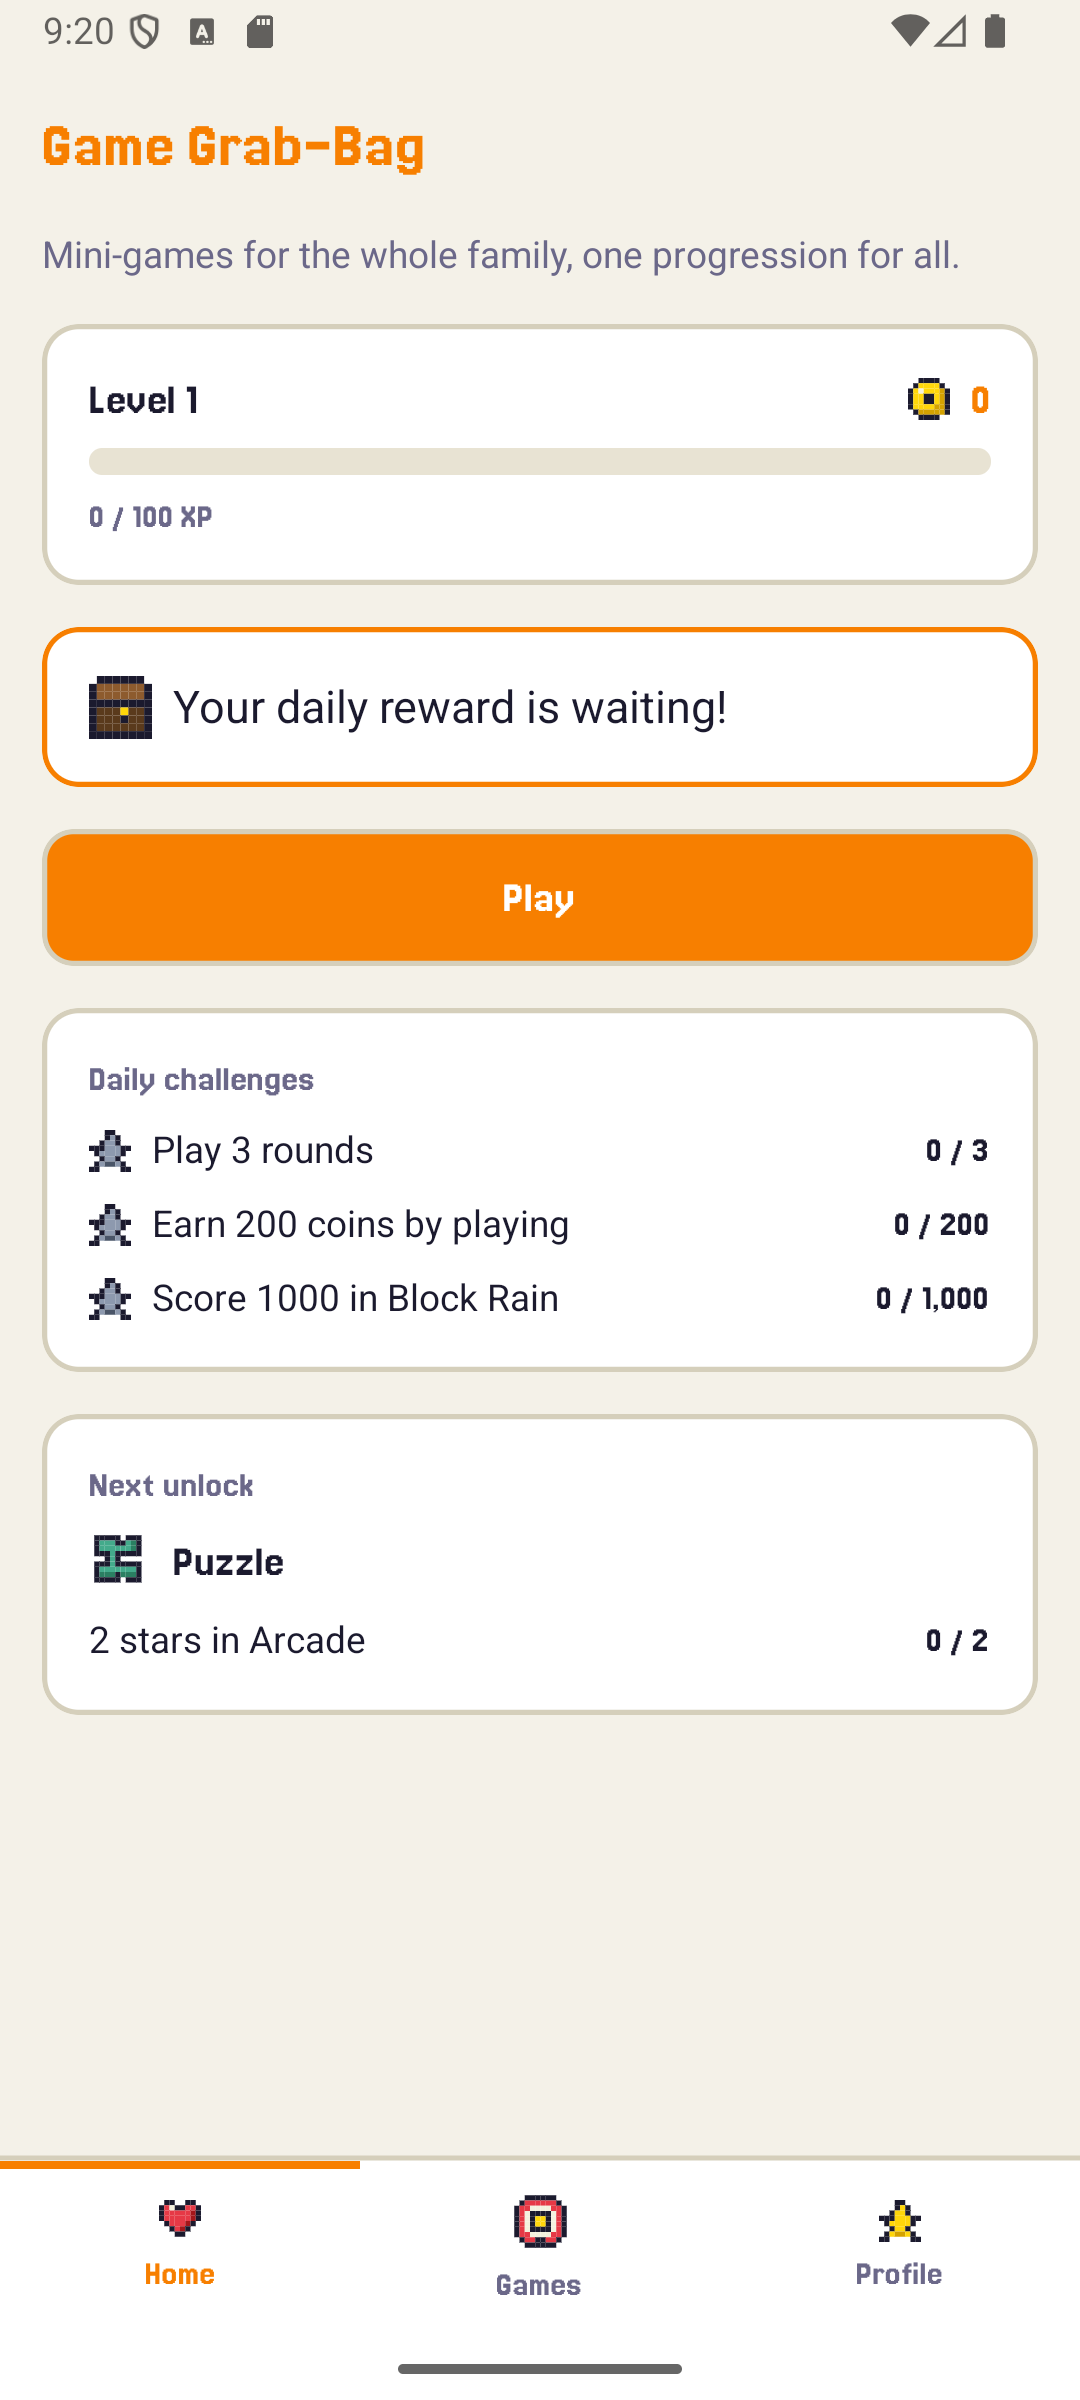 9:20
Game Grab-Bag
Mini-games for the whole family, one progression for all.
Level 1
0
0 / 100 XP
Your daily reward is waiting!
Play
Daily challenges
Play 3 rounds
0 / 3
Earn 200 coins by playing
0 / 200
Score 1000 in Block Rain
0 / 1,000
Next unlock
Puzzle
2 stars in Arcade
0 / 2
Home
Games
Profile